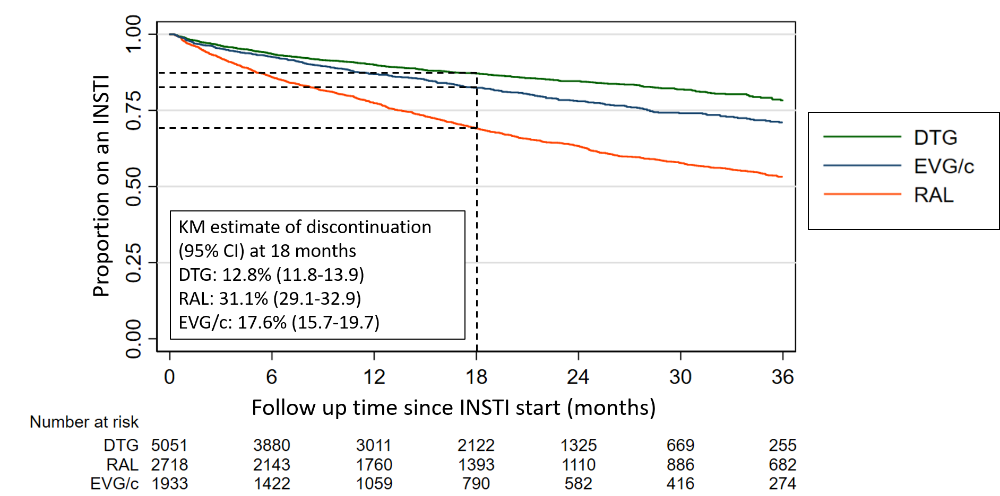 Proportion on an INSTI
1.00
0.75
0.50
0.25
0.00
KM estimate of discontinuation
(95% CI) at 18 months
DTG: 12.8% (11.8-13.9)
RAL: 31.1% (29.1-32.9)
EVG/c: 17.6% (15.7-19.7)
DTG
EVG/c
RAL
0 6 12 18 24 30 36
Follow up time since INSTI start (months)
Number at risk
DTG 5051 3880 3011 2122 1325 669 255
RAL 2718 2143 1760 1393 1110 886 682
EVG/c 1933 1422 1059 790 582 416 274